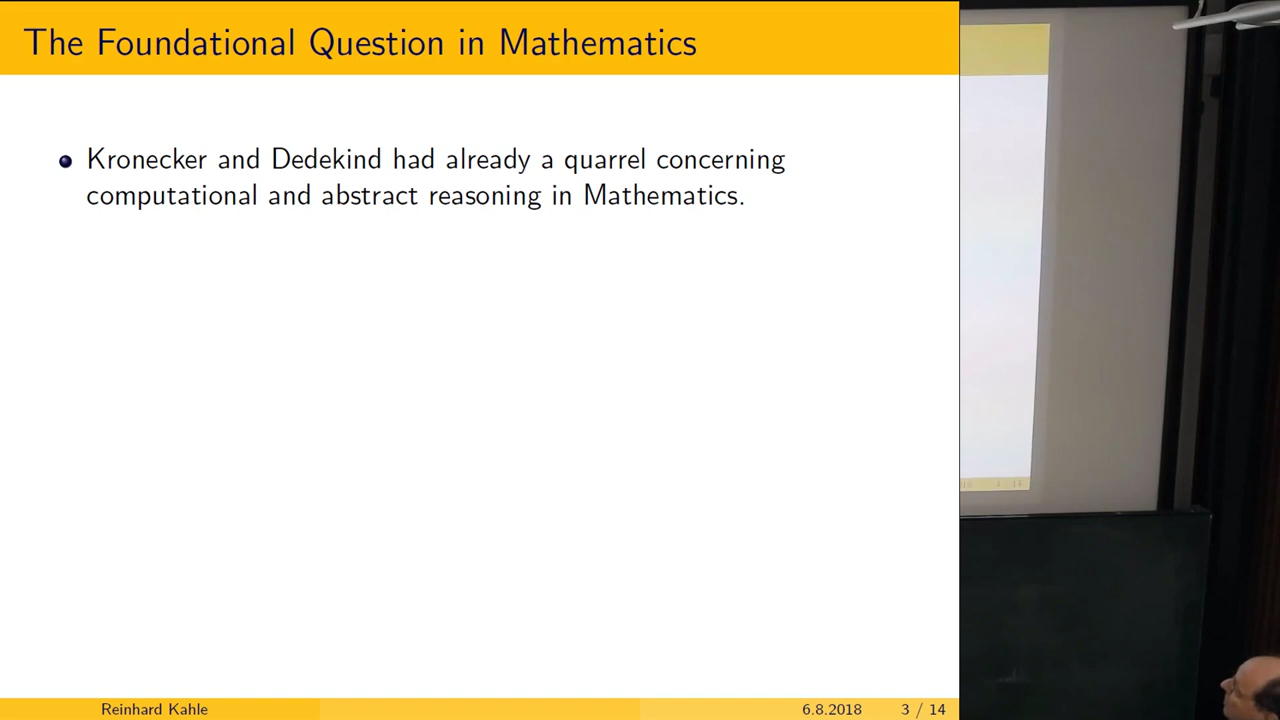 The Foundational Question in Mathematics
Kronecker and Dedekind had already a quarrel concerning
computational and abstract reasoning in Mathematics.
Reinhard Kahle
6.8.2018
3 / 14